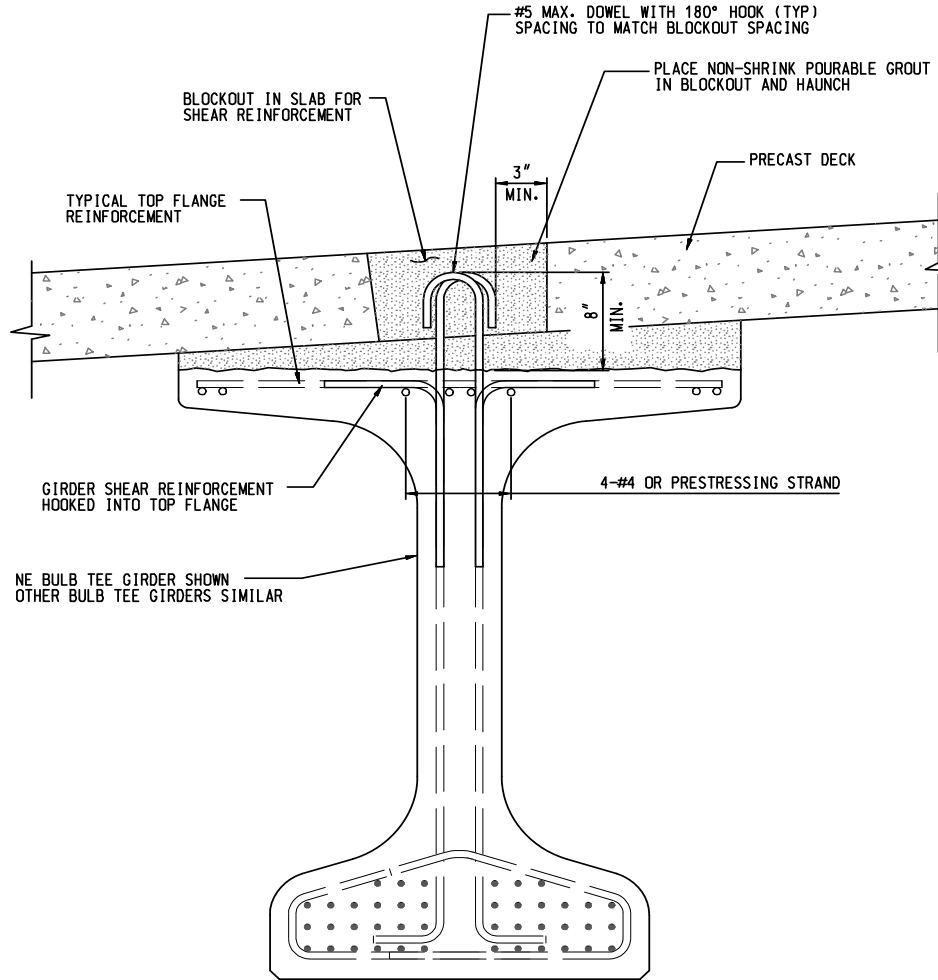 #5 MAX. DOWEL WITH 180° HOOK (TYP)
SPACING TO MATCH BLOCKOUT SPACING
PLACE NON-SHRINK POURABLE GROUT
IN BLOCKOUT AND HAUNCH
BLOCKOUT IN SLAB FOR
SHEAR REINFORCEMENT
PRECAST DECK
3"
MIN.
TYPICAL TOP FLANGE
REINFORCEMENT
8"
MIN.
GIRDER SHEAR REINFORCEMENT
HOOKED INTO TOP FLANGE
4-#4 OR PRESTRESSING STRAND
NE BULB TEE GIRDER SHOWN
OTHER BULB TEE GIRDERS SIMILAR